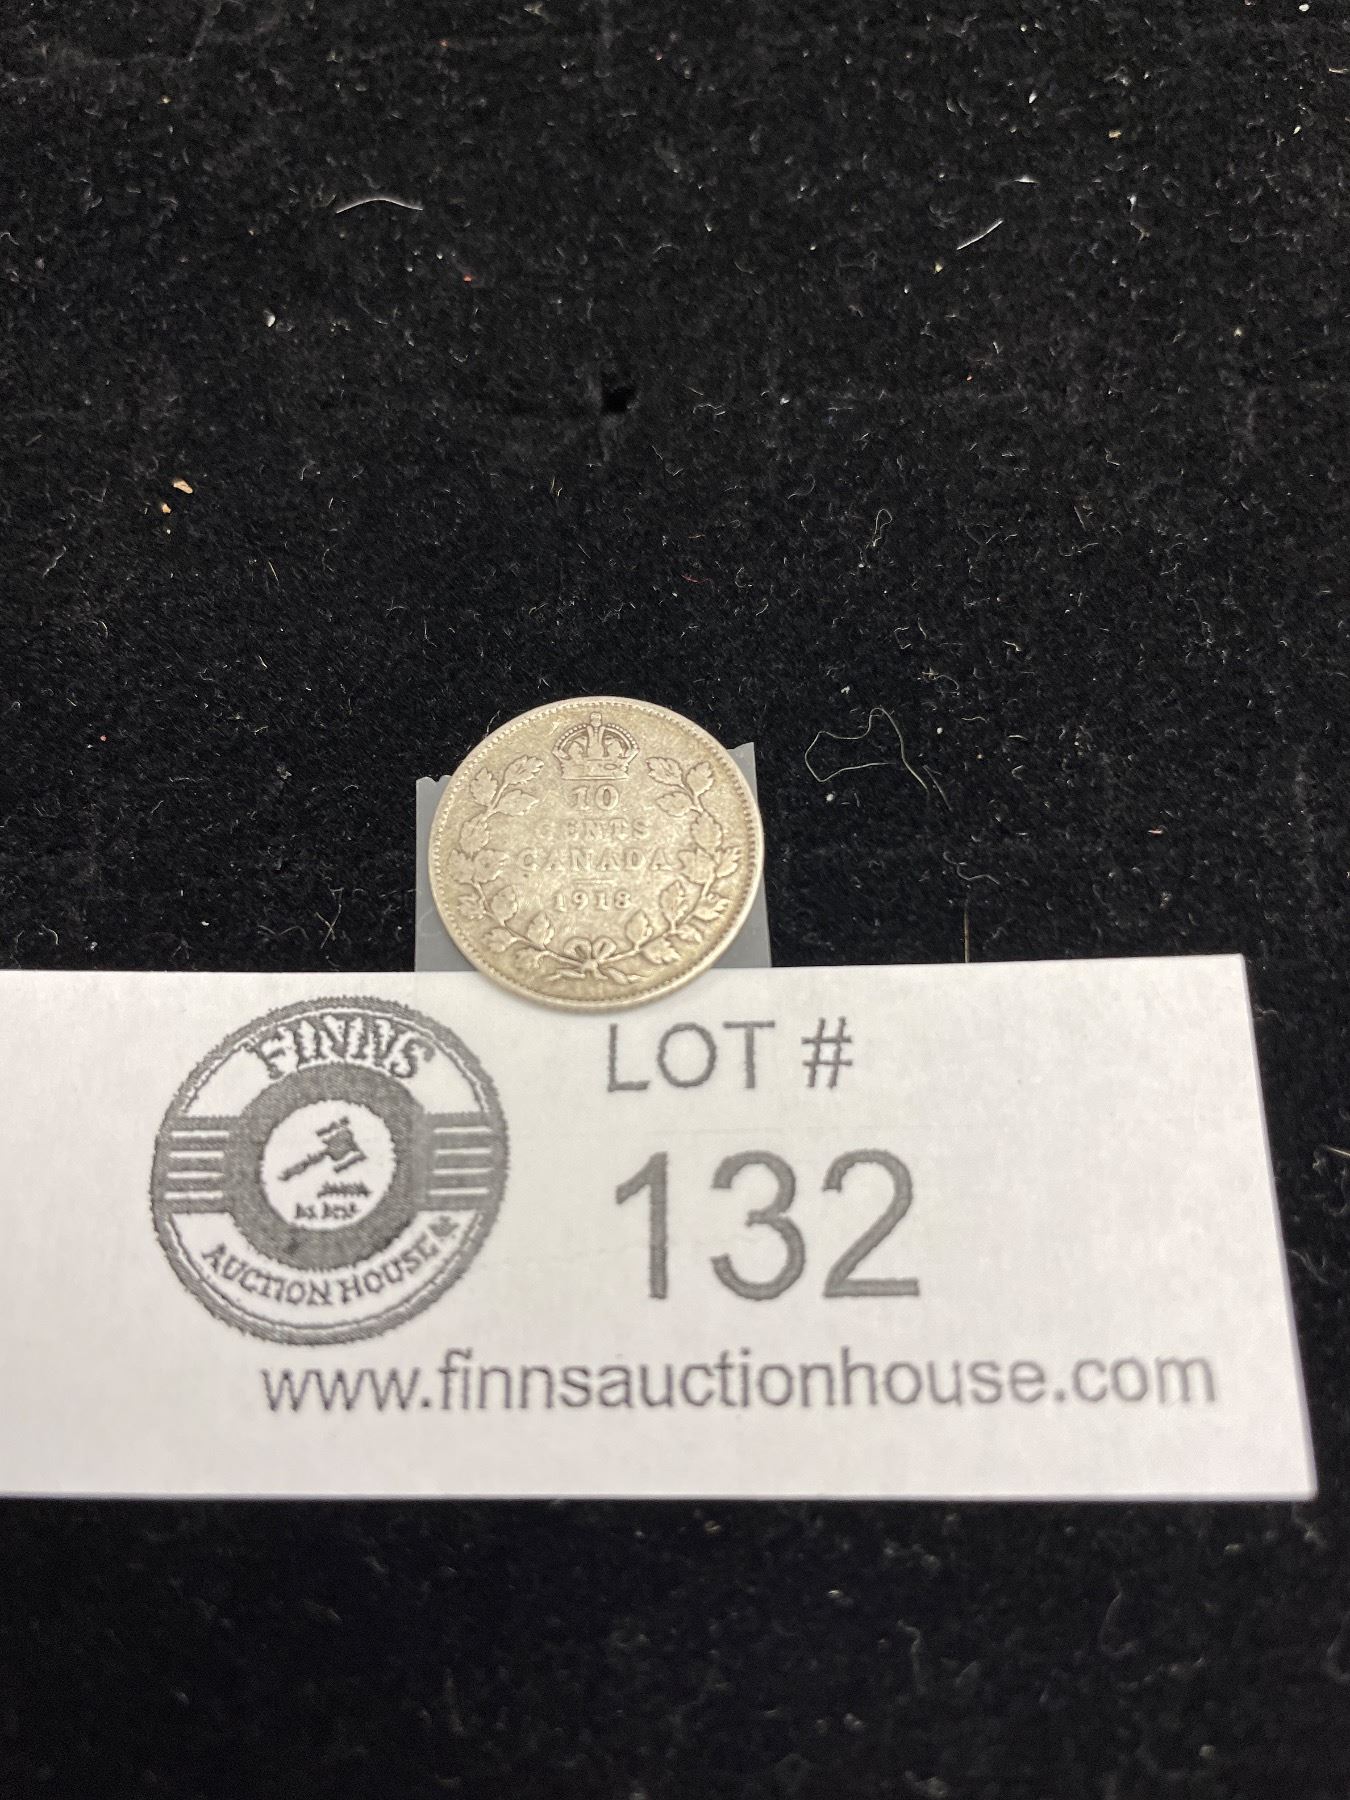 10
CENTS
CANADA
1918
FINNS
AUCTION HOUSE
LOT #
132
www.finnsauctionhouse.com